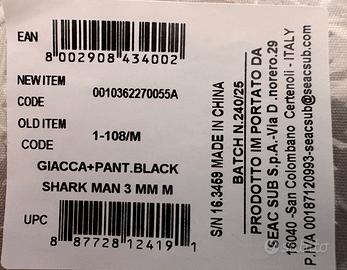 EAN
8 002908 434002
NEW ITEM
CODE
0010362270055A
OLD ITEM
CODE
1-108/M
GIACCA+PANT.BLACK
SHARK MAN 3 MM M
UPC
8 87728 12419 1
S/N 16.3469 MADE IN CHINA
BATCH N.240/25
PRODOTTO IM PORTATO DA
SEAC SUB S.p.A.-Via D .norero.29
16040 -San Colombano Certenoli - ITALY
P.IVA 00187120993-seacsub@seacsub.com
subito